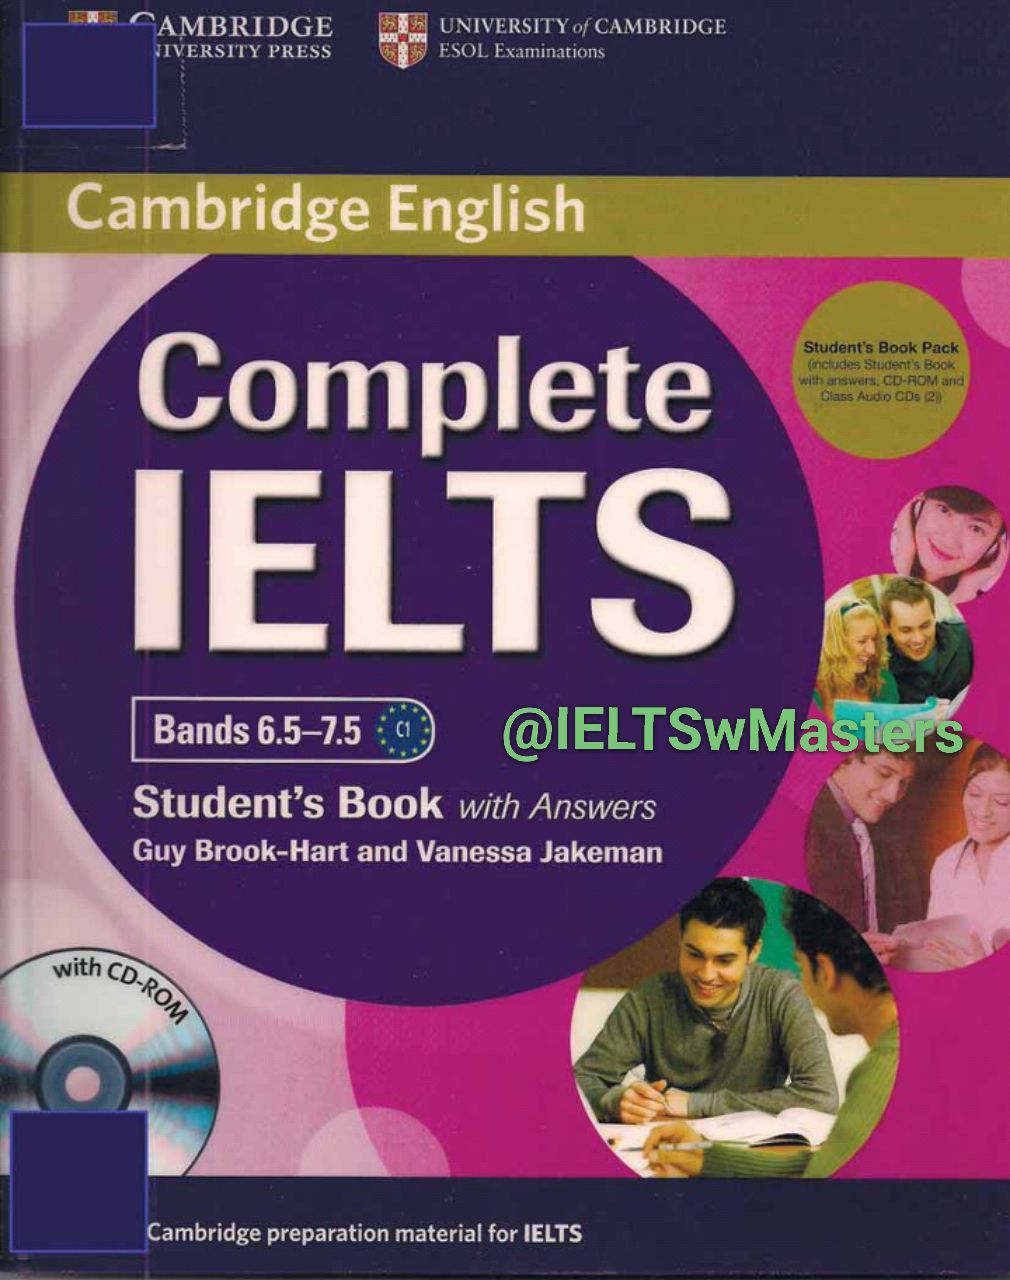 CAMBRIDGE
UNIVERSITY PRESS
UNIVERSITY of CAMBRIDGE
ESOL Examinations
Cambridge English
Student's Book Pack
(includes Student's Book
with answers, CD-ROM and
Class Audio CDs (2))
Complete
IELTS
Bands 6.5–7.5 C1
@IELTSwMasters
Student's Book with Answers
Guy Brook-Hart and Vanessa Jakeman
with CD-ROM
Cambridge preparation material for IELTS